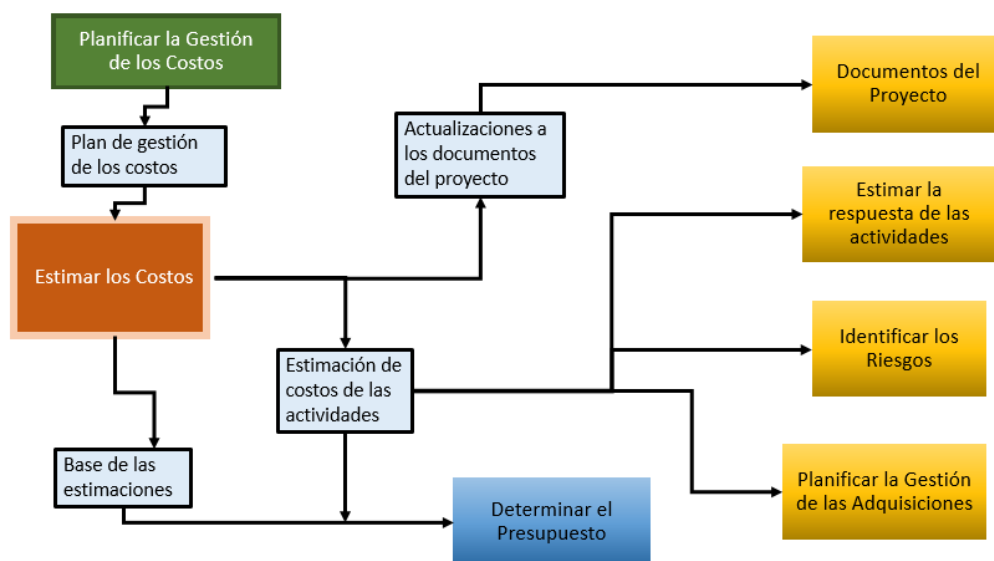 Planificar la Gestión
de los Costos
Documentos del
Proyecto
Plan de gestión
de los costos
Actualizaciones a
los documentos
del proyecto
Estimar la
respuesta de las
actividades
Estimar los Costos
Identificar los
Riesgos
Estimación de
costos de las
actividades
Base de las
estimaciones
Determinar el
Presupuesto
Planificar la Gestión
de las Adquisiciones